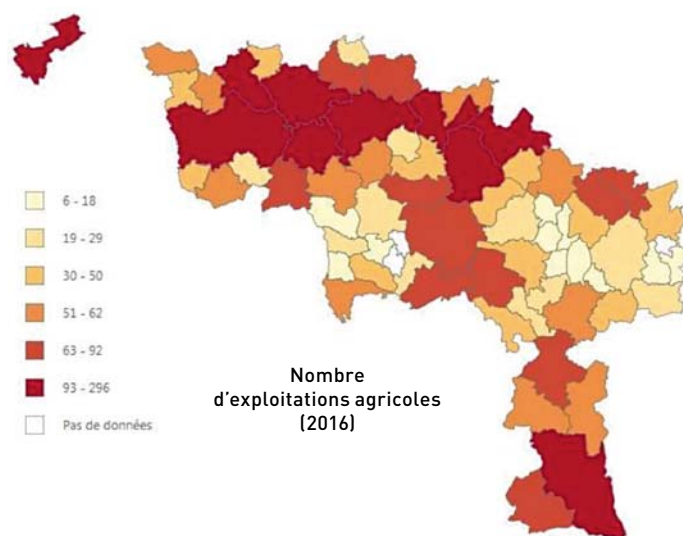 6 - 18
19 - 29
30 - 50
51 - 62
63 - 92
93 - 296
Pas de données
Nombre
d'exploitations agricoles
(2016)